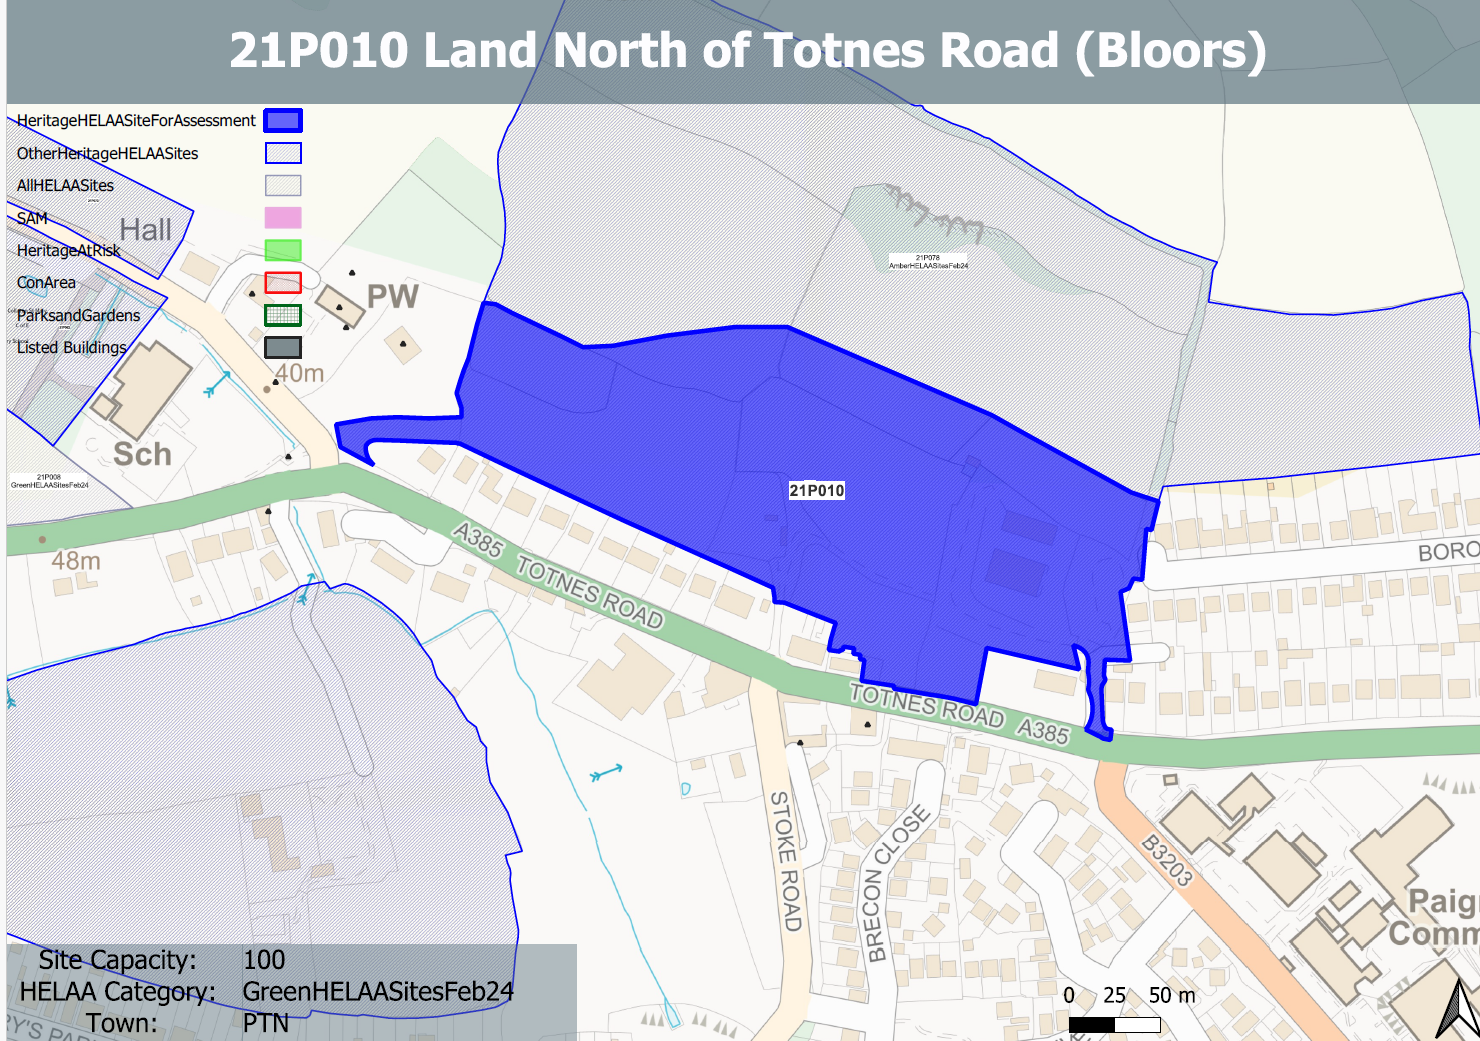 21P010 Land North of Totnes Road (Bloors)
HeritageHELAASiteForAssessment
OtherHeritageHELAASites
AllHELAASites
SAM
HeritageAtRisk
ConArea
ParksandGardens
Listed Buildings
Hall
PW
40m
Sch
21P008
GreenHELAASitesFeb24
48m
21P078
AmberHELAASitesFeb24
21P010
A385 TOTNES ROAD
TOTNES ROAD A385
BORO
STOKE ROAD
BRECON CLOSE
B3203
Paig
Comm
Site Capacity: 100
HELAA Category: GreenHELAASitesFeb24
Town: PTN
RY'S PA
0 25 50 m